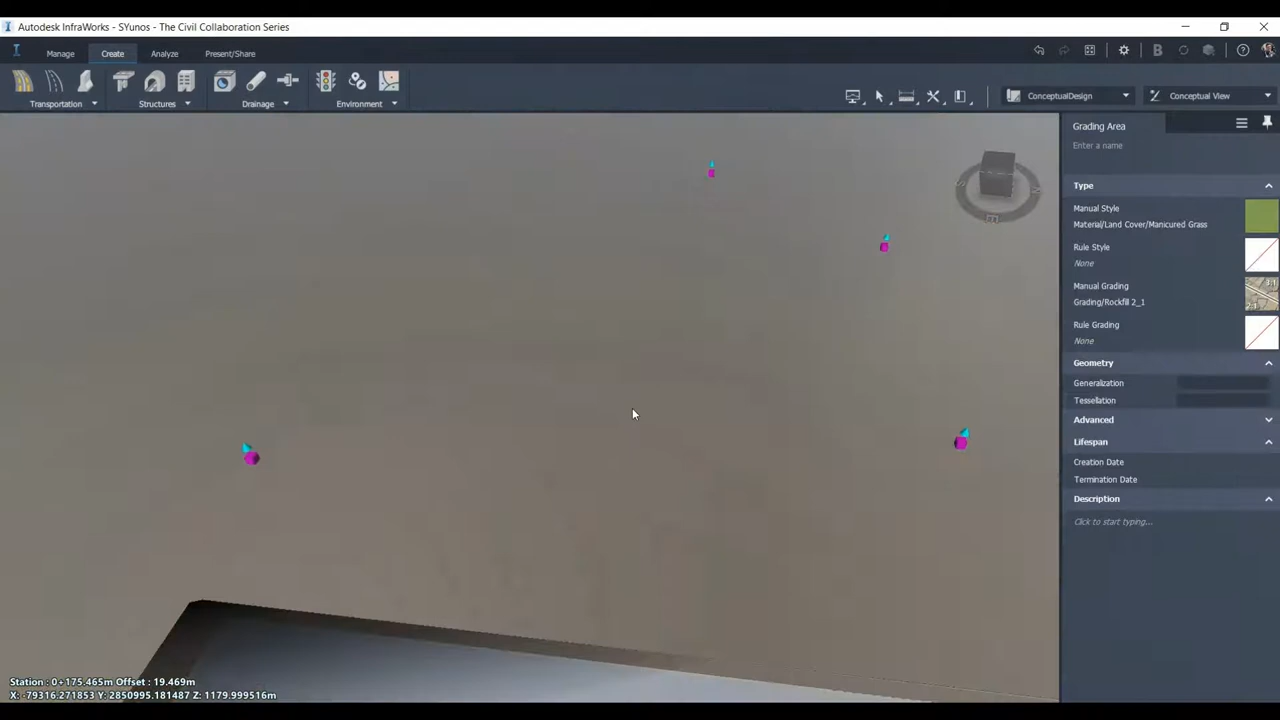 Autodesk InfraWorks - SYunos - The Civil Collaboration Series
Manage Create Analyze Present/Share
Transportation Structures Drainage Environment
ConceptualDesign Conceptual View
Grading Area
Enter a name
Type
Manual Style
Material/Land Cover/Manicured Grass
Rule Style
None
Manual Grading
Grading/Rockfill 2_1
Rule Grading
None
Geometry
Generalization
Tessellation
Advanced
Lifespan
Creation Date
Termination Date
Description
Click to start typing...
Station : 0+175.465m Offset : 19.469m
X: -79316.271853 Y: 2850995.181487 Z: 1179.999516m